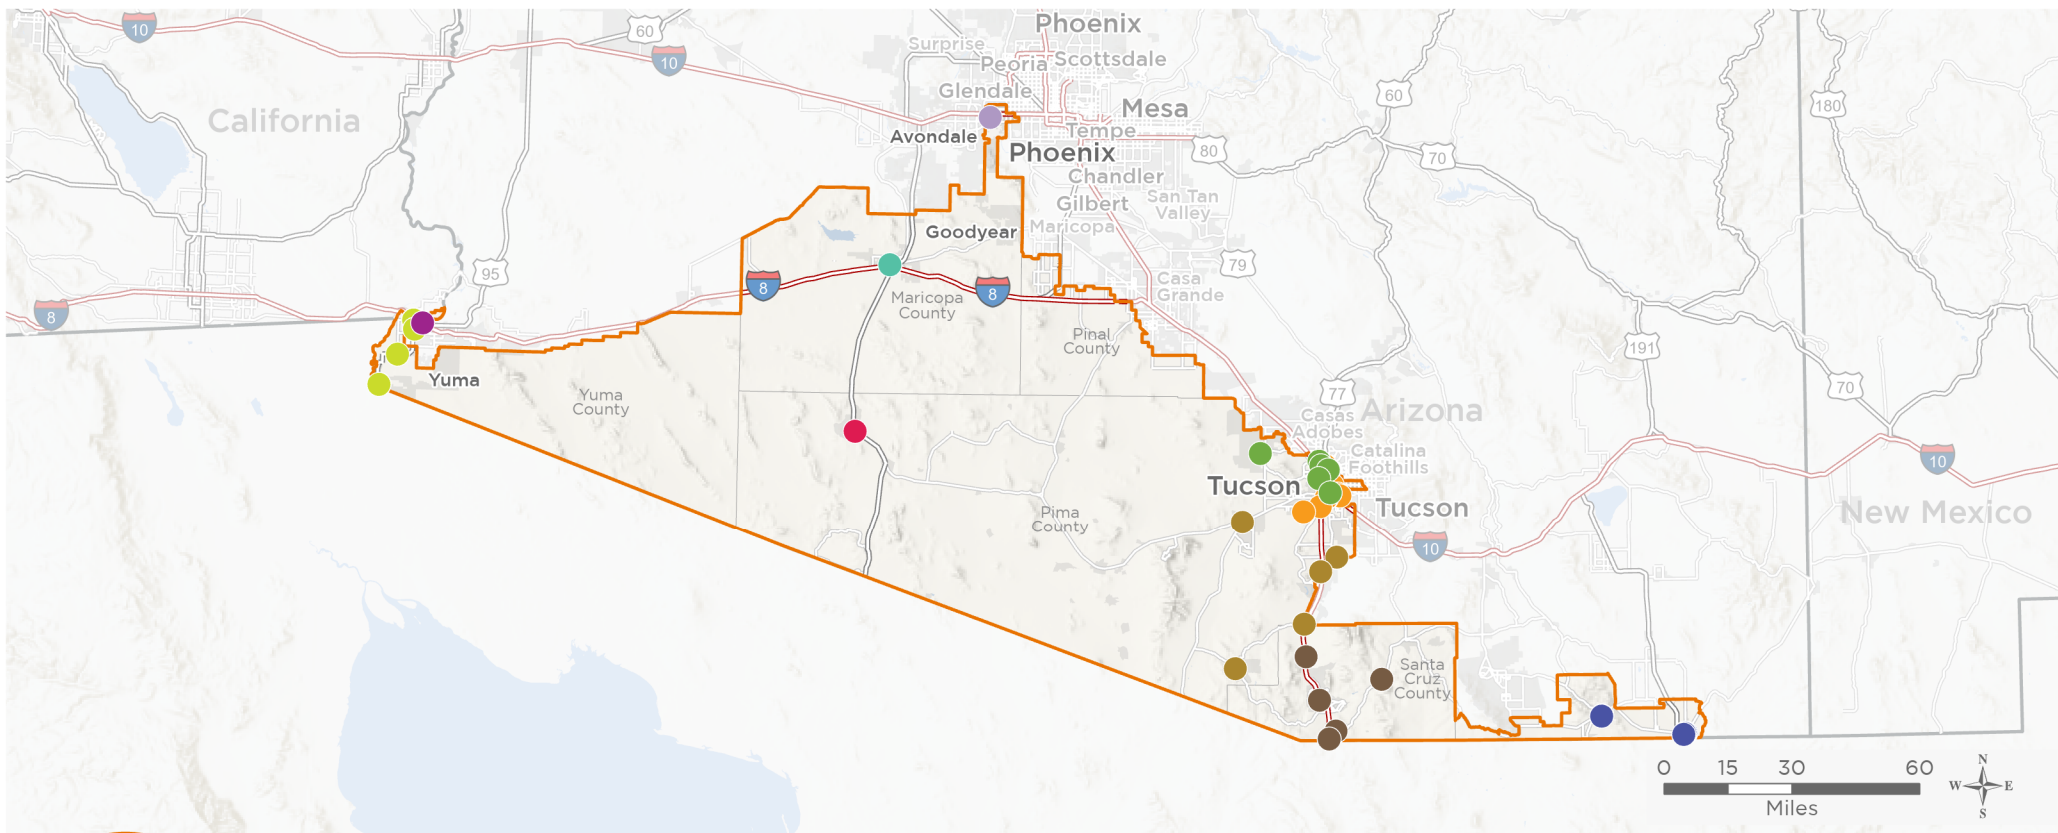 10
60
10
Phoenix
Surprise
Peoria
Scottsdale
Glendale
60
180
California
Mesa
Avondale
Tempe
Phoenix
80
70
Chandler
San Tan
Valley
Gilbert
Goodyear
Maricopa
95
79
8
8
Casa
Grande
Maricopa
County
8
Pinal
County
191
Yuma
Yuma
County
77
70
Casas
Adobes
Arizona
Catalina
Foothills
10
Tucson
Tucson
Pima
County
New Mexico
10
Santa
Cruz
County
0
15
30
60
Miles
N
W
E
S